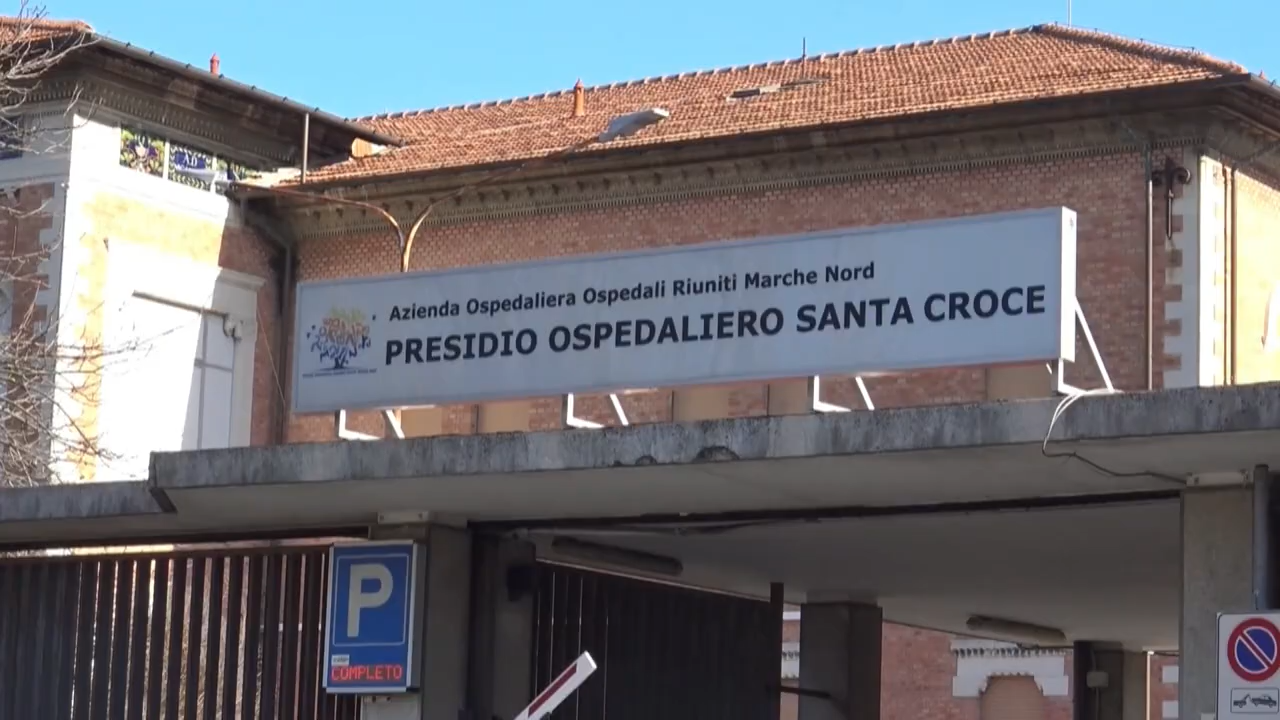 Azienda Ospedaliera Ospedali Riuniti Marche Nord
PRESIDIO OSPEDALIERO SANTA CROCE
P
COMPLETO